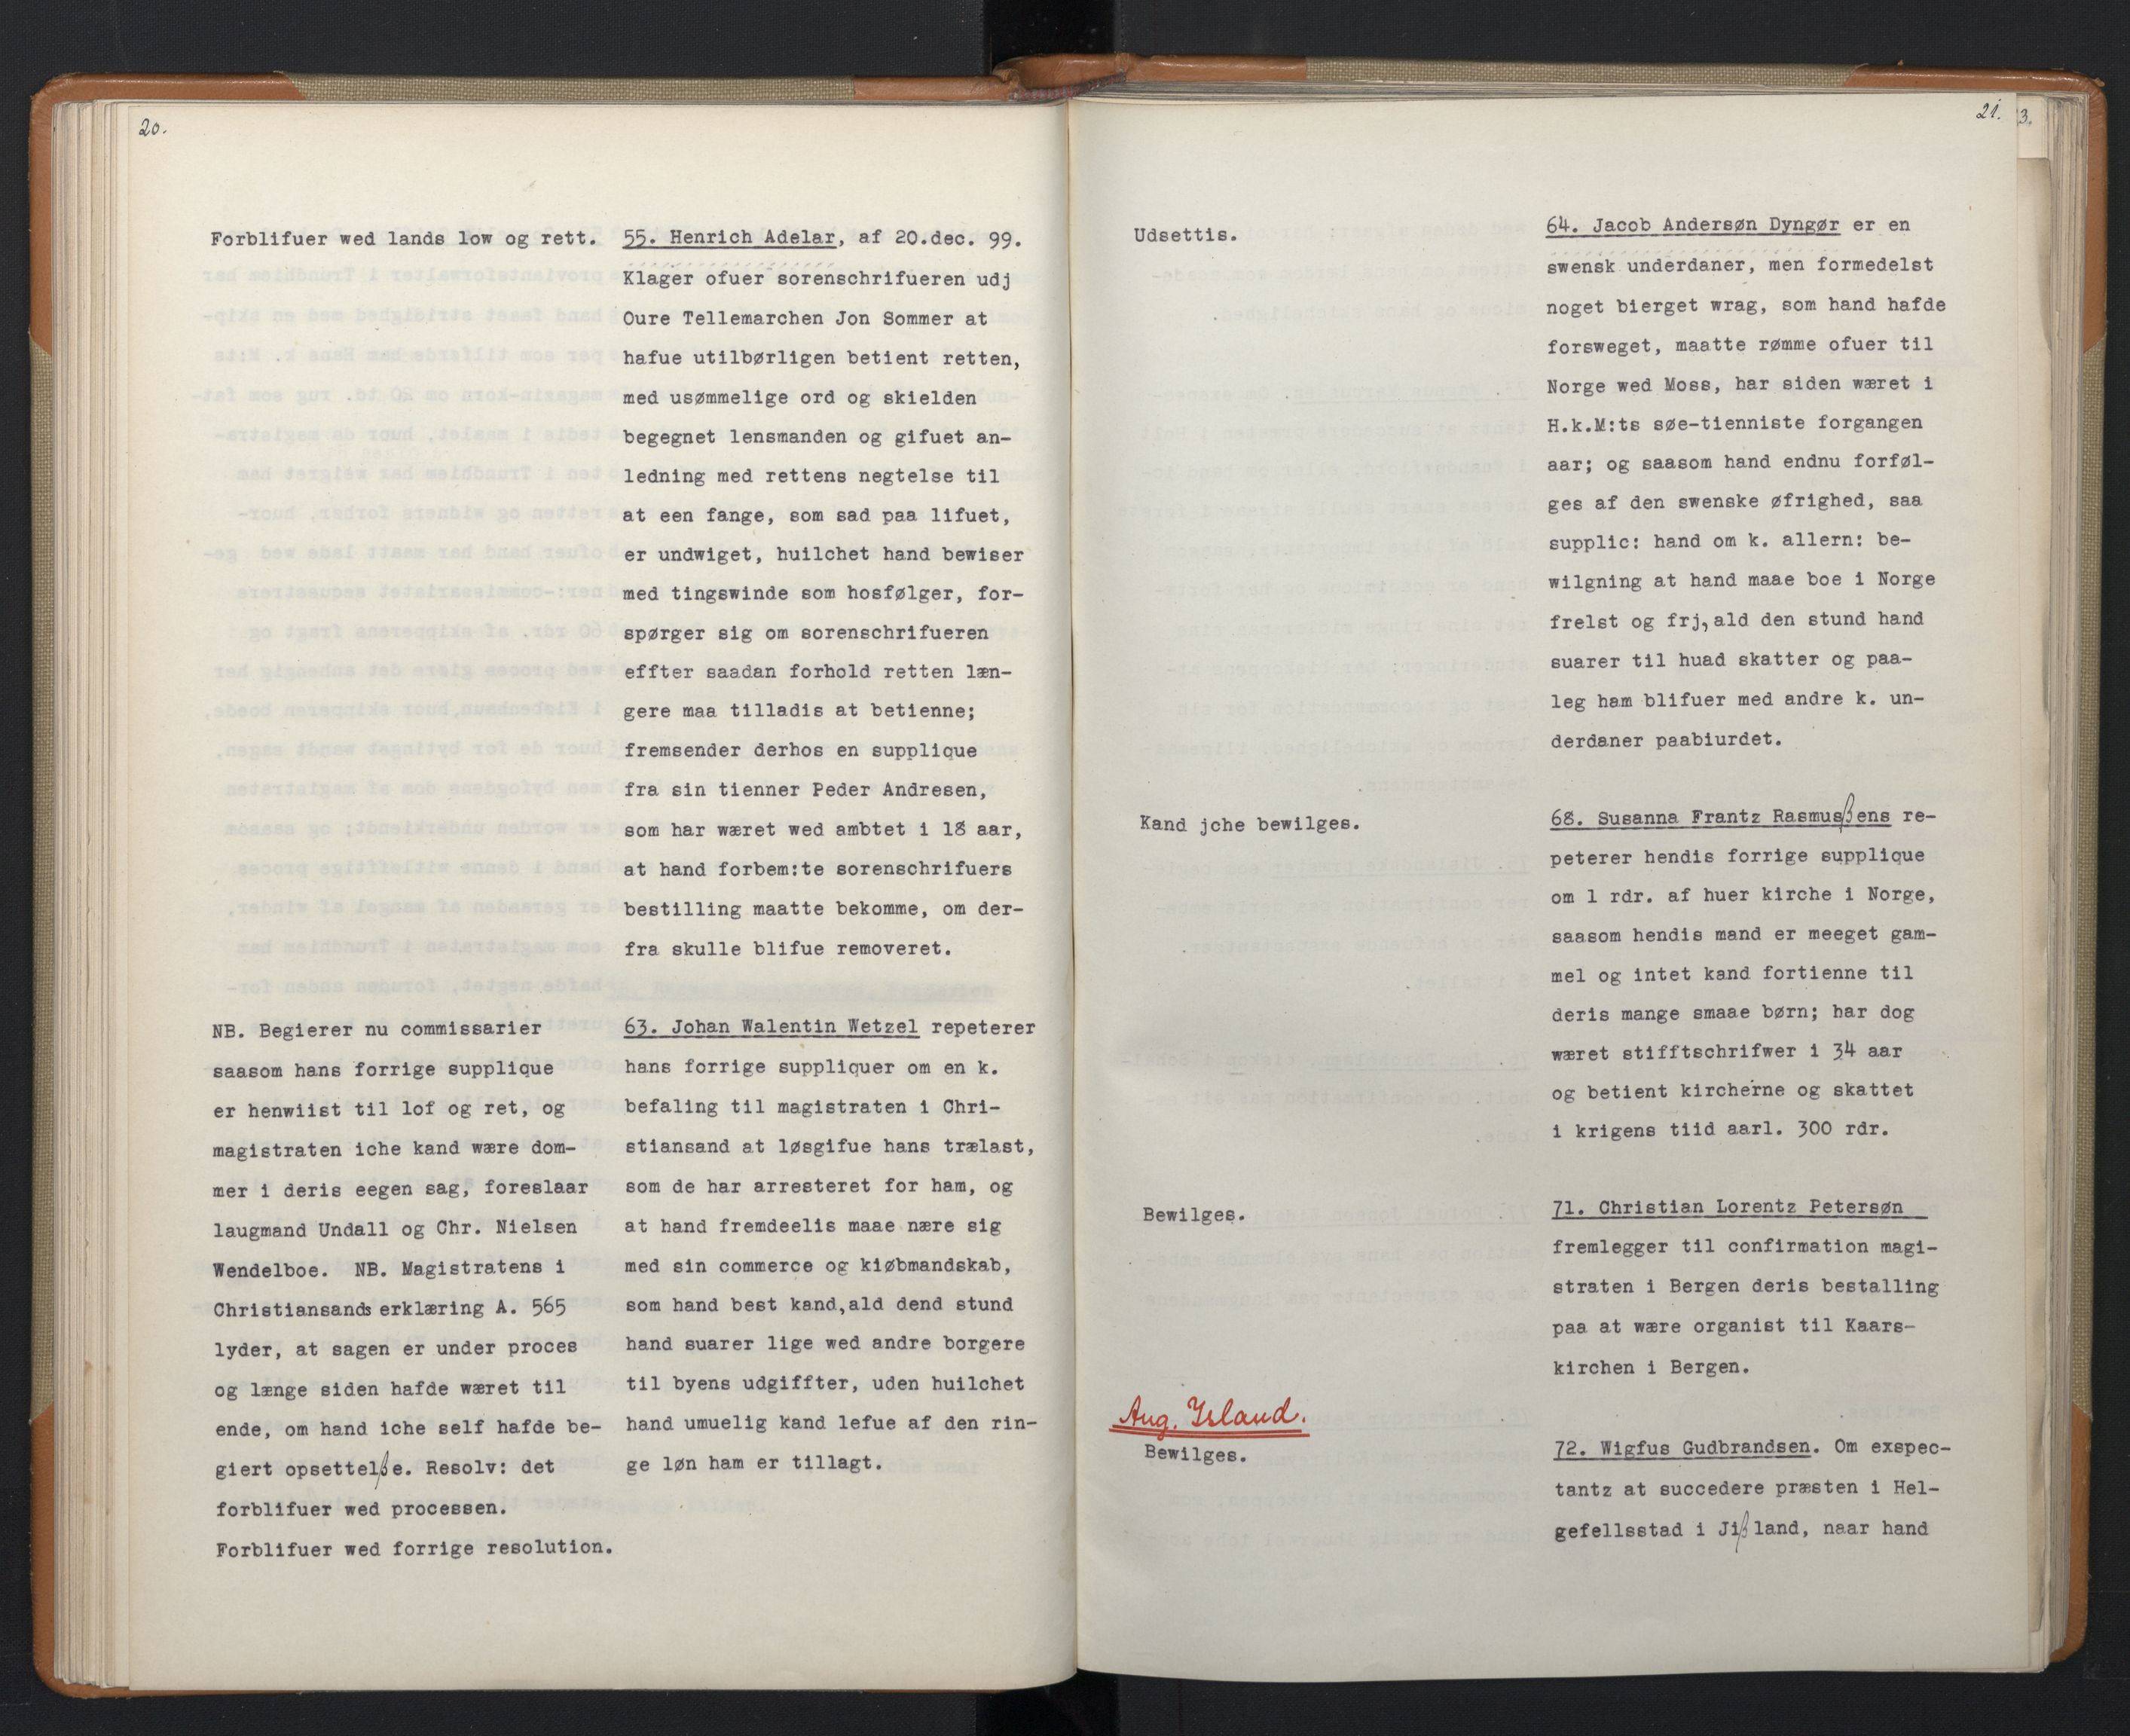 20.
Forblifuer wed lands low og rett.
55. Henrich Adelar, af 20.dec. 99.
Klager ofuer sorenschrifueren udj
Oure Tellemarchen Jon Sommer at
hafue utilbørligen betient retten,
med usømmelige ord og skielden
begegnet lensmanden og gifuet an-
ledning med rettens negtelse til
at een fange, som sad paa lifuet,
er undwiget, huilchet hand bewiser
med tingswinde som hosfølger, for-
spørger sig om sorenschrifueren
effter saadan forhold retten læn-
gere maa tilladis at betienne;
fremsender derhos en supplique
fra sin tienner Peder Andresen,
som har wæret wed ambtet i 18 aar,
at hand forbem:te sorenschrifuers
bestilling maatte bekomme, om der-
fra skulle blifue removeret.
NB. Begierer nu commissarier
saasom hans forrige supplique
er henwiist til lof og ret, og
magistraten iche kand wære dom-
mer i deris eegen sag, foreslaar
laugmand Undall og Chr. Nielsen
Wendelboe. NB. Magistratens i
Christiansands erklæring A. 565
lyder, at sagen er under proces
og længe siden hafde wæret til
ende, om hand iche self hafde be-
giert opsettelße. Resolv: det
forblifuer wed processen.
Forblifuer wed forrige resolution.
63. Johan Walentin Wetzel repeterer
hans forrige suppliquer om en k.
befaling til magistraten i Chri-
stiansand at løsgifue hans trælast,
som de har arresteret for ham, og
at hand fremdeelis maae nære sig
med sin commerce og kiøbmandskab,
som hand best kand,ald dend stund
hand suarer lige wed andre borgere
til byens udgiffter, uden huilchet
hand umuelig kand lefue af den rin-
ge løn ham er tillagt.
21.
3.
Udsettis.
64. Jacob Andersøn Dyngør er en
swensk underdaner, men formedelst
noget bierget wrag, som hand hafde
forsweget, maatte rømme ofuer til
Norge wed Moss, har siden wæret i
H.k.M:ts søe-tienniste forgangen
aar; og saasom hand endnu forføl-
ges af den swenske øfrighed, saa
supplic: hand om k. allern: be-
wilgning at hand maae boe i Norge
frelst og frj,ald den stund hand
suarer til huad skatter og paa-
leg ham blifuer med andre k. un-
derdaner paabiurdet.
Kand jche bewilges.
68. Susanna Frantz Rasmußens re-
peterer hendis forrige supplique
om 1 rdr. af huer kirche i Norge,
saasom hendis mand er meeget gam-
mel og intet kand fortienne til
deris mange smaae børn; har dog
wæret stifftschrifwer i 34 aar
og betient kircherne og skattet
i krigens tiid aarl. 300 rdr.
Bewilges.
71. Christian Lorentz Petersøn
fremlegger til confirmation magi-
straten i Bergen deris bestalling
paa at wære organist til Kaars-
kirchen i Bergen.
Ang. Island.
Bewilges.
72. Wigfus Gudbrandsen. Om exspec-
tantz at succedere præsten i Hel-
gefellsstad i Jißland, naar hand